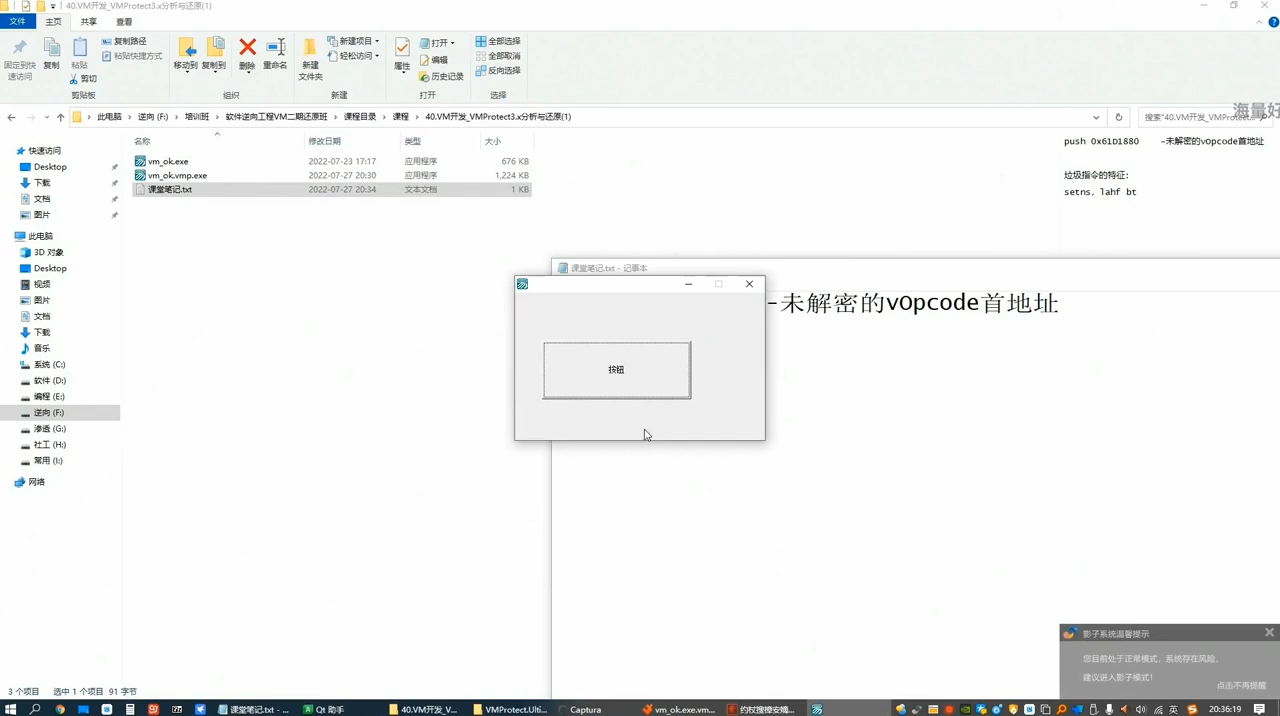 40.VM开发_VMProtect3.x分析与还原(1)
文件
主页
共享
查看
固定到快速访问
复制
粘贴
复制路径
粘贴快捷方式
剪切
剪贴板
移动到
复制到
删除
重命名
组织
新建文件夹
新建项目
轻松访问
新建
属性
打开
编辑
历史记录
打开
全部选择
全部取消
反向选择
选择
此电脑
逆向 (F:)
培训班
软件逆向工程VM二期还原班
课程目录
课程
40.VM开发_VMProtect3.x分析与还原(1)
搜索"40.VM开发_VMProtec...
海量好
名称
修改日期
类型
大小
vm_ok.exe 2022-07-23 17:17 应用程序 676 KB
vm_ok.vmp.exe 2022-07-27 20:30 应用程序 1,224 KB
课堂笔记.txt 2022-07-27 20:34 文本文档 1 KB
push 0x61D1880 -未解密的vOpcode首地址
垃圾指令的特征:
setns, lahf bt
快速访问
Desktop
下载
文档
图片
此电脑
3D 对象
Desktop
视频
图片
文档
下载
音乐
系统 (C:)
软件 (D:)
编程 (E:)
逆向 (F:)
渗透 (G:)
社工 (H:)
常用 (I:)
网络
课堂笔记.txt - 记事本
-未解密的vOpcode首地址
按钮
影子系统温馨提示
您目前处于正常模式，系统存在风险，
建议进入影子模式！
点击不再提醒
3 个项目
选中 1 个项目 91 字节
课堂笔记.txt - ...
Qt 助手
40.VM开发_V...
VMProtect.Ulti...
Captura
vm_ok.exe.vm...
英
20:36:19